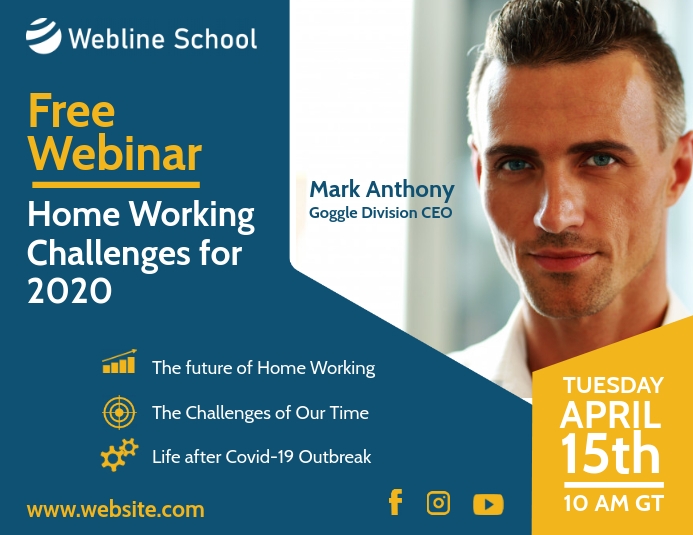 Webline School
Free
Webinar
Home Working
Challenges for
2020
Mark Anthony
Goggle Division CEO
The future of Home Working
The Challenges of Our Time
Life after Covid-19 Outbreak
www.website.com
TUESDAY
APRIL
15th
10 AM GT